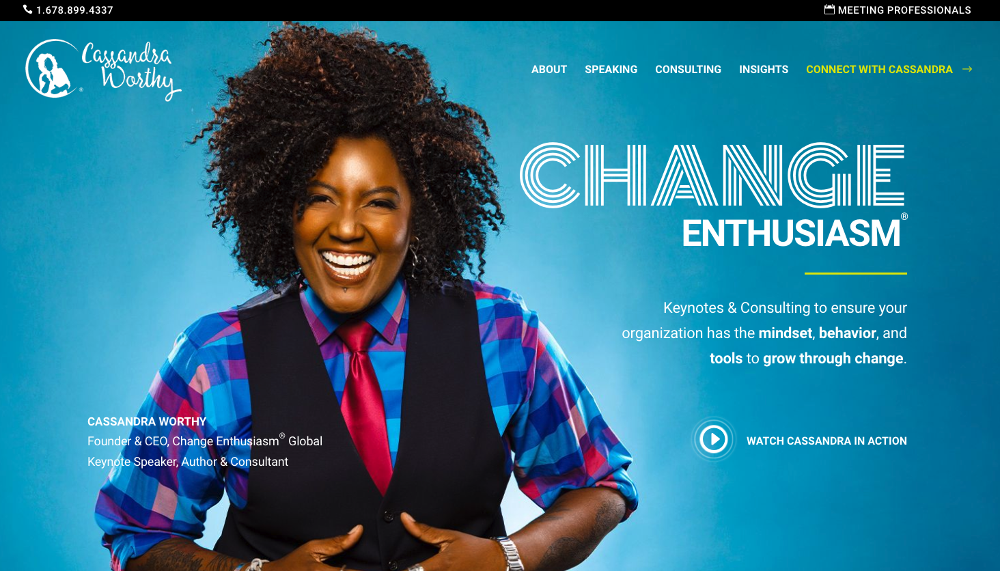 1.678.899.4337
MEETING PROFESSIONALS
Cassandra
Worthy
®
ABOUT SPEAKING CONSULTING INSIGHTS CONNECT WITH CASSANDRA →
CHANGE
ENTHUSIASM®
Keynotes & Consulting to ensure your
organization has the mindset, behavior, and
tools to grow through change.
CASSANDRA WORTHY
Founder & CEO, Change Enthusiasm® Global
Keynote Speaker, Author & Consultant
WATCH CASSANDRA IN ACTION